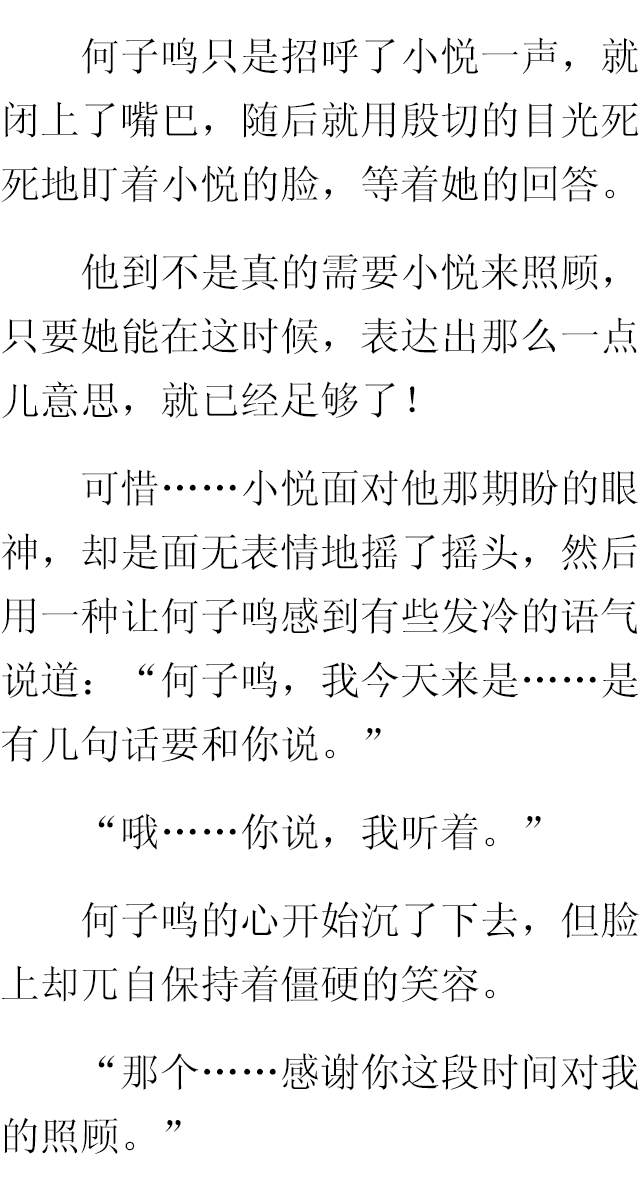 何子鸣只是招呼了小悦一声，就
闭上了嘴巴，随后就用殷切的目光死
死地盯着小悦的脸，等着她的回答。
他到不是真的需要小悦来照顾，
只要她能在这时候，表达出那么一点
儿意思，就已经足够了！
可惜……小悦面对他那期盼的眼
神，却是面无表情地摇了摇头，然后
用一种让何子鸣感到有些发冷的语气
说道：“何子鸣，我今天来是……是
有几句话要和你说。”
“哦……你说，我听着。”
何子鸣的心开始沉了下去，但脸
上却兀自保持着僵硬的笑容。
“那个……感谢你这段时间对我
的照顾。”